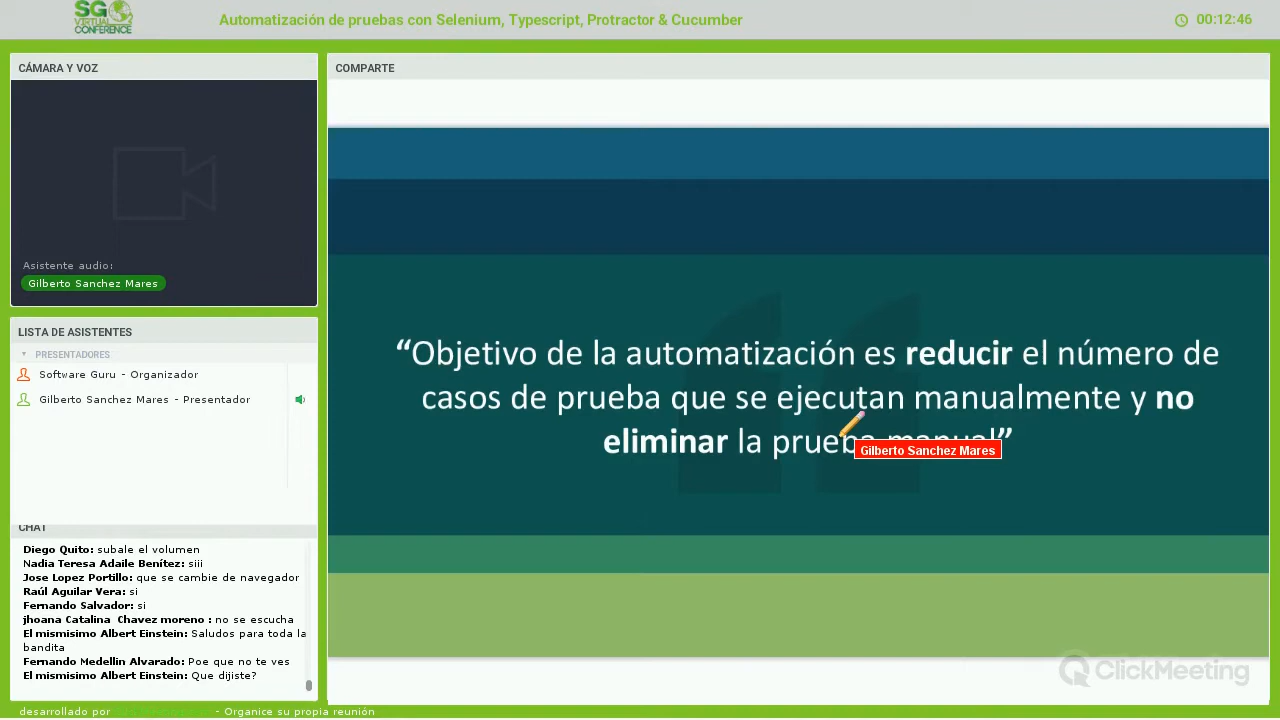 SG
VIRTUAL
CONFERENCE
Automatización de pruebas con Selenium, Typescript, Protractor & Cucumber
00:12:46
CÁMARA Y VOZ
Asistente audio:
Gilberto Sanchez Mares
LISTA DE ASISTENTES
PRESENTADORES
Software Guru - Organizador
Gilberto Sanchez Mares - Presentador
CHAT
Diego Quito: subale el volumen
Nadia Teresa Adaile Benítez: siii
Jose Lopez Portillo: que se cambie de navegador
Raúl Aguilar Vera: si
Fernando Salvador: si
jhoana Catalina Chavez moreno : no se escucha
El mismisimo Albert Einstein: Saludos para toda la
bandita
Fernando Medellin Alvarado: Poe que no te ves
El mismisimo Albert Einstein: Que dijiste?
desarrollado por - Organice su propia reunión
COMPARTE
“Objetivo de la automatización es reducir el número de
casos de prueba que se ejecutan manualmente y no
eliminar la prueba manual”
Gilberto Sanchez Mares
ClickMeeting